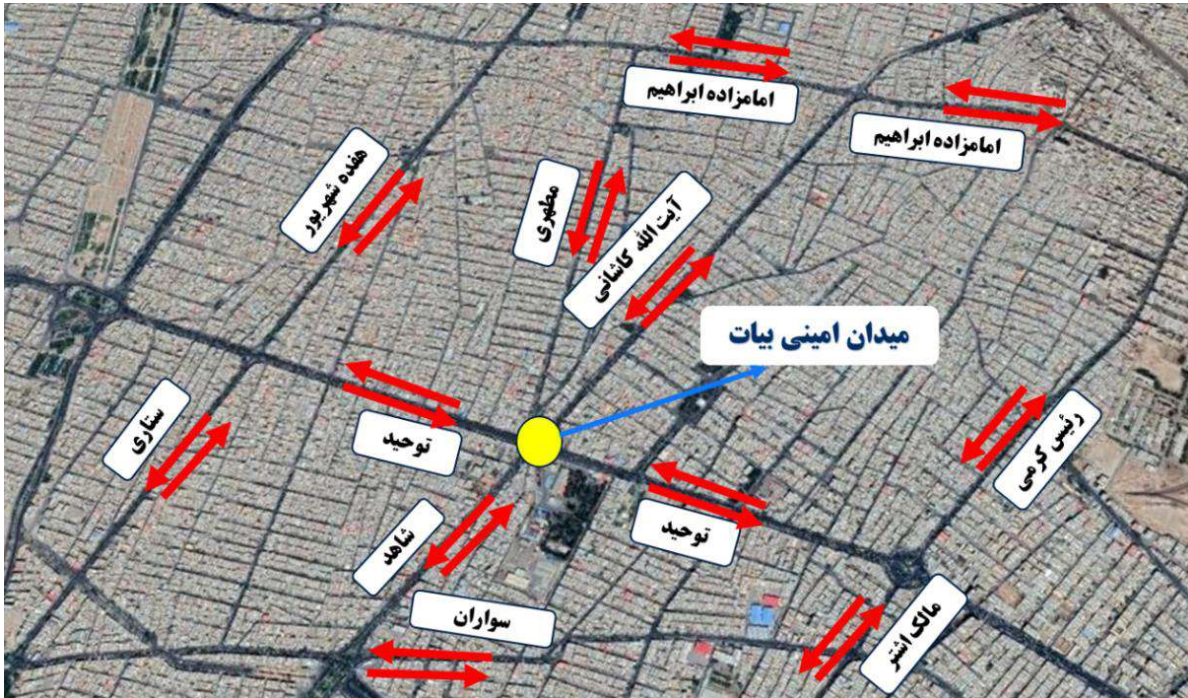 امامزاده ابراهیم
امامزاده ابراهیم
هفده شهریور
مطهری
آیت الله کاشانی
میدان امینی بیات
ستاری
توحید
رئیس کرمی
توحید
شاهد
سواران
مالک اشتر